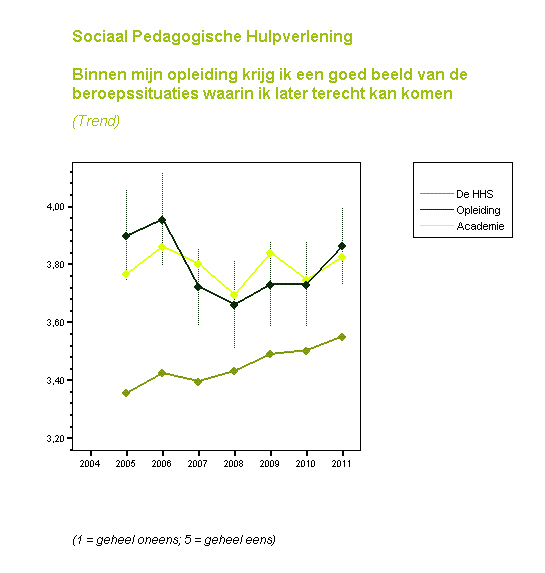 Sociaal Pedagogische Hulpverlening
Binnen mijn opleiding krijg ik een goed beeld van de
beroepssituaties waarin ik later terecht kan komen
(Trend)
4,00
3,80
3,60
3,40
3,20
2004 2005 2006 2007 2008 2009 2010 2011
De HHS
Opleiding
Academie
(1 = geheel oneens; 5 = geheel eens)